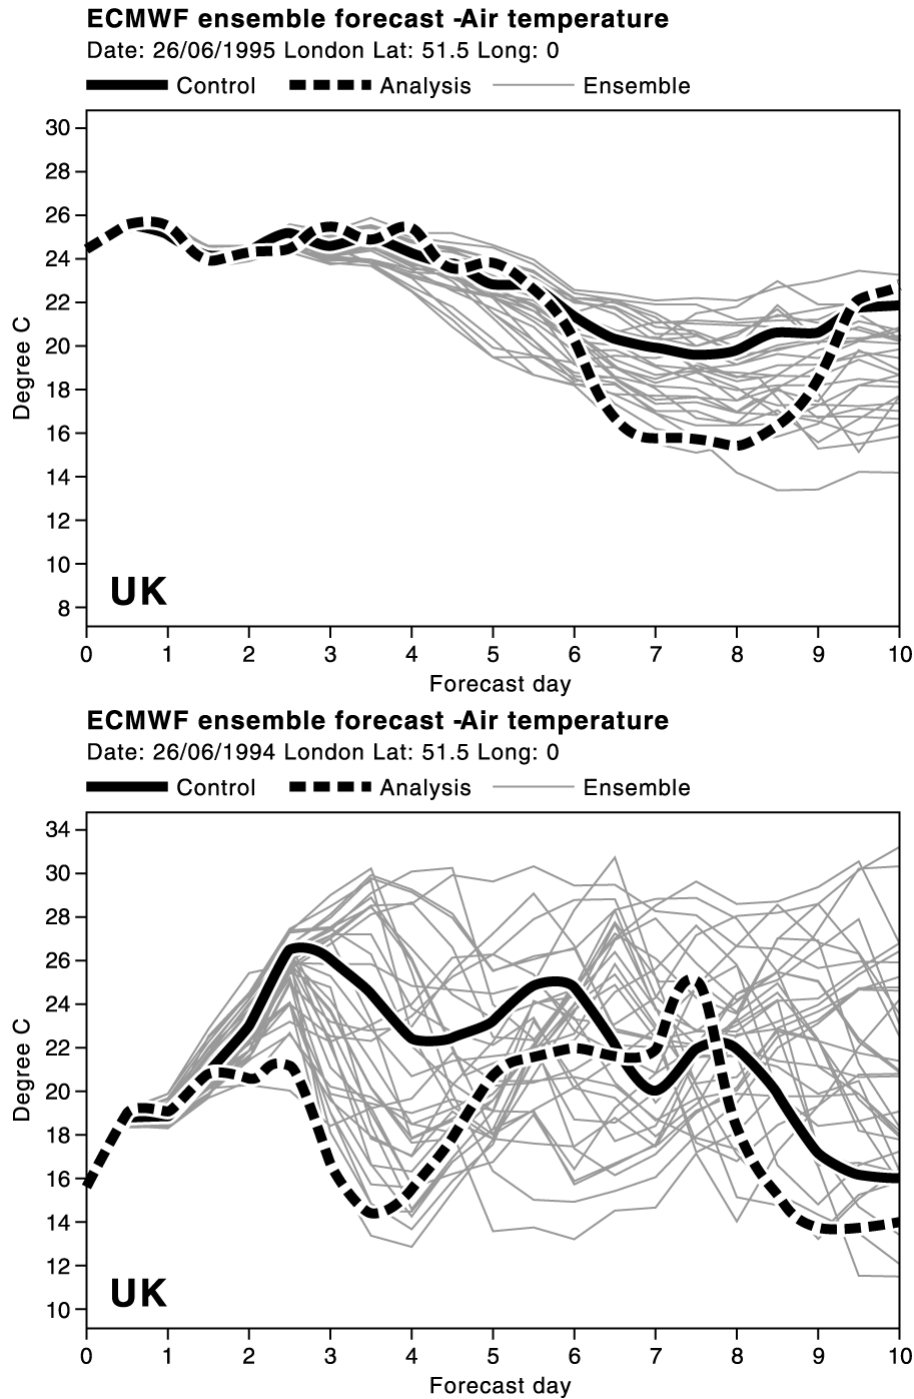 ECMWF ensemble forecast -Air temperature
Date: 26/06/1995 London Lat: 51.5 Long: 0
Control Analysis Ensemble
30
28
26
24
22
20
18
16
14
12
10
8
Degree C
UK
0 1 2 3 4 5 6 7 8 9 10
Forecast day
ECMWF ensemble forecast -Air temperature
Date: 26/06/1994 London Lat: 51.5 Long: 0
Control Analysis Ensemble
34
30
28
26
24
22
20
18
16
14
12
10
Degree C
UK
0 1 2 3 4 5 6 7 8 9 10
Forecast day